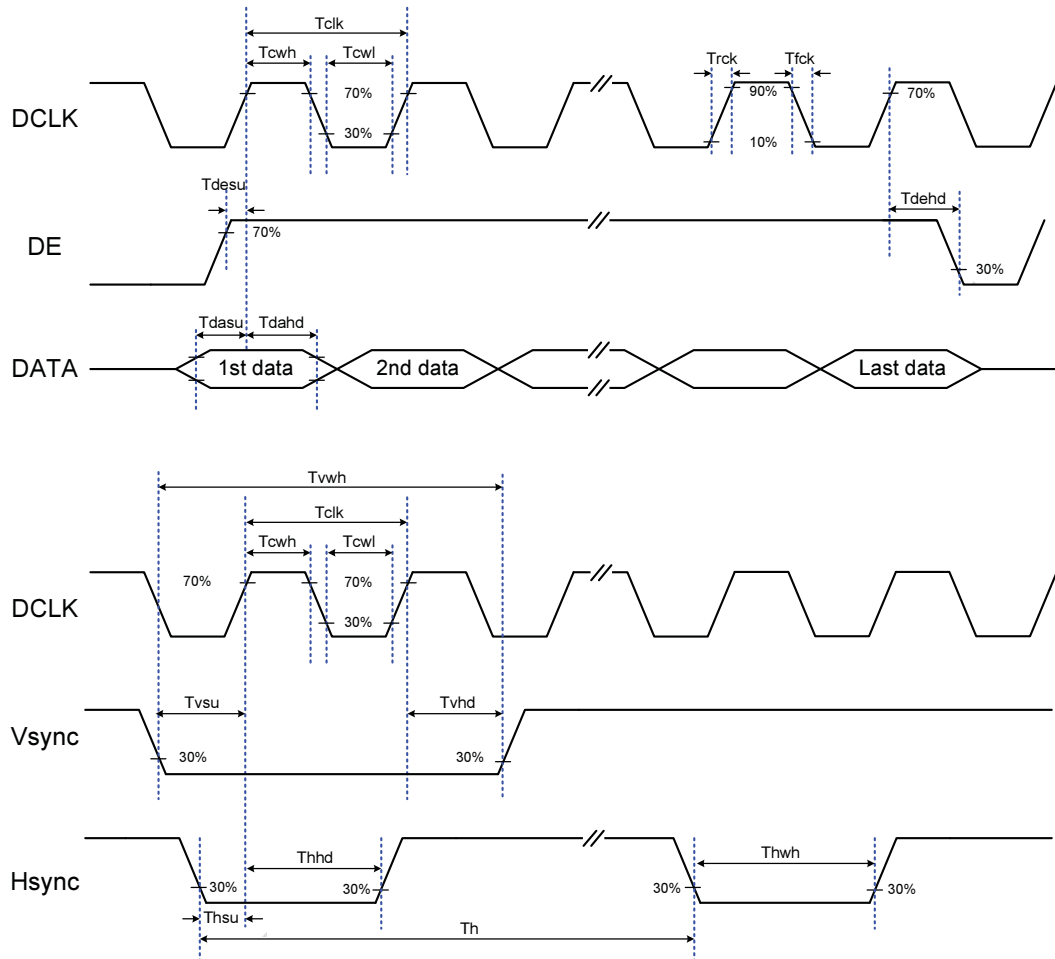 Tclk
Tcwh Tcwl Trck Tfck
70% 90% 70%
DCLK
30% 10%
Tdesu Tdehd
70%
DE
30%
Tdasu Tdahd
DATA 1st data 2nd data Last data
Tvwh
Tclk
Tcwh Tcwl
70% 70%
DCLK
30%
Tvsu Tvhd
Vsync
30% 30%
Thhd Thwh
Hsync 30% 30% 30% 30%
Thsu
Th